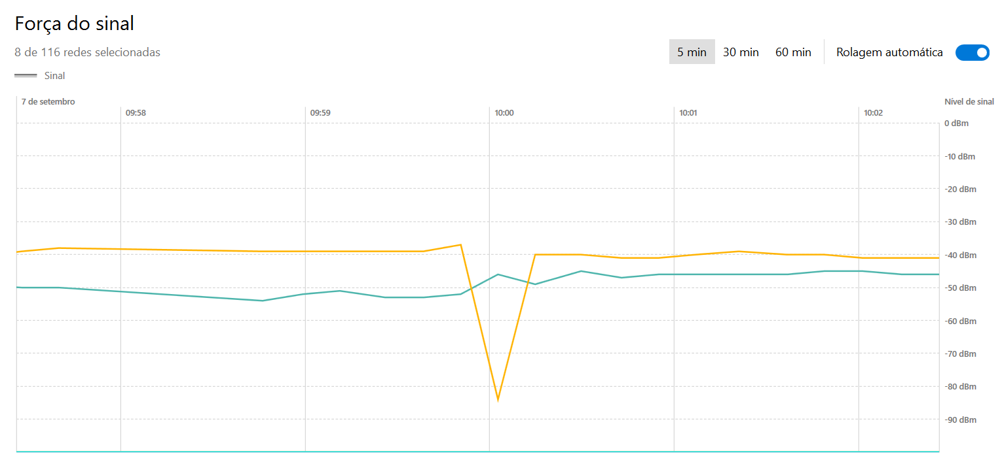 Força do sinal
8 de 116 redes selecionadas
5 min 30 min 60 min Rolagem automática
Sinal
7 de setembro Nível de sinal
09:58 09:59 10:00 10:01 10:02
0 dBm
-10 dBm
-20 dBm
-30 dBm
-40 dBm
-50 dBm
-60 dBm
-70 dBm
-80 dBm
-90 dBm